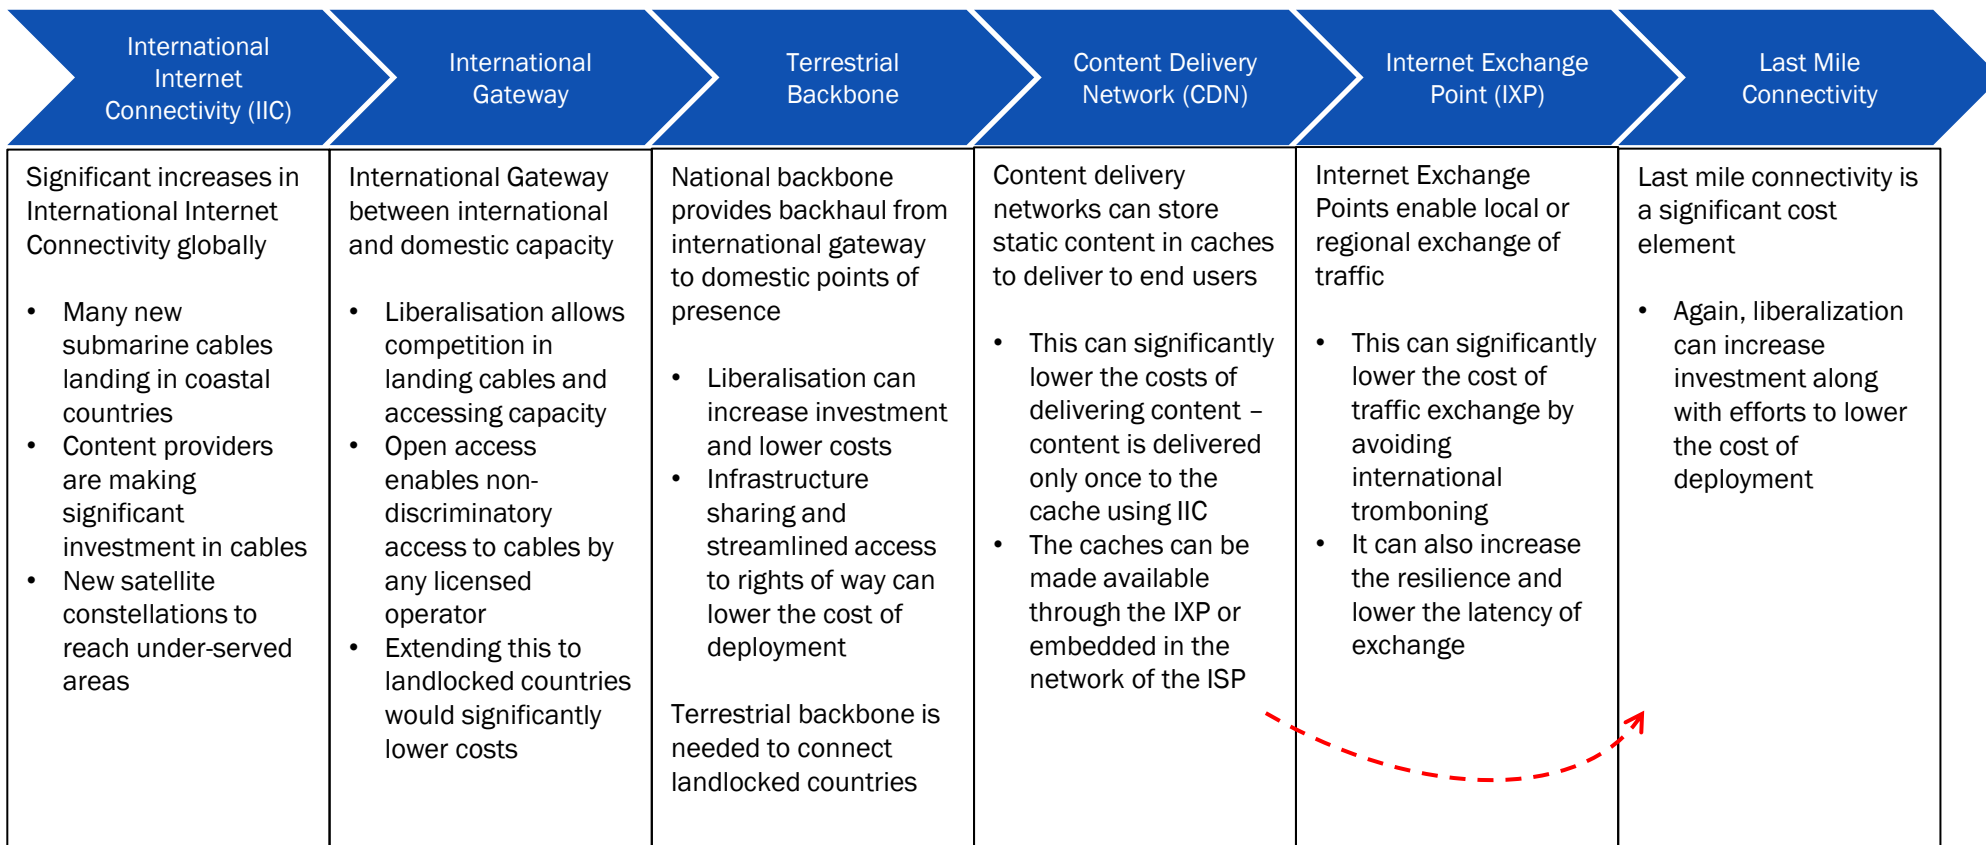 International
Internet
Connectivity (IIC)
International
Gateway
Terrestrial
Backbone
Content Delivery
Network (CDN)
Internet Exchange
Point (IXP)
Last Mile
Connectivity
Significant increases in
International Internet
Connectivity globally
• Many new
submarine cables
landing in coastal
countries
• Content providers
are making
significant
investment in cables
• New satellite
constellations to
reach under-served
areas
International Gateway
between international
and domestic capacity
• Liberalisation allows
competition in
landing cables and
accessing capacity
• Open access
enables non-
discriminatory
access to cables by
any licensed
operator
• Extending this to
landlocked countries
would significantly
lower costs
National backbone
provides backhaul from
international gateway
to domestic points of
presence
• Liberalisation can
increase investment
and lower costs
• Infrastructure
sharing and
streamlined access
to rights of way can
lower the cost of
deployment
Terrestrial backbone is
needed to connect
landlocked countries
Content delivery
networks can store
static content in caches
to deliver to end users
• This can significantly
lower the costs of
delivering content –
content is delivered
only once to the
cache using IIC
• The caches can be
made available
through the IXP or
embedded in the
network of the ISP
Internet Exchange
Points enable local or
regional exchange of
traffic
• This can significantly
lower the cost of
traffic exchange by
avoiding
international
tromboning
• It can also increase
the resilience and
lower the latency of
exchange
Last mile connectivity is
a significant cost
element
• Again, liberalization
can increase
investment along
with efforts to lower
the cost of
deployment